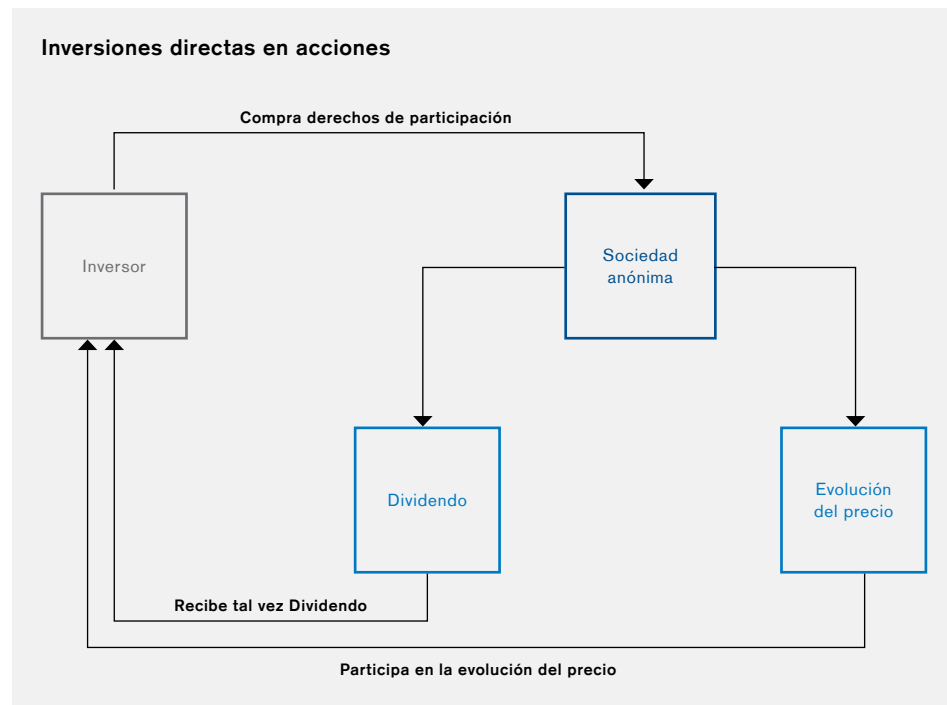 Inversiones directas en acciones
Compra derechos de participación
Inversor
Sociedad
anónima
Dividendo
Evolución
del precio
Recibe tal vez Dividendo
Participa en la evolución del precio